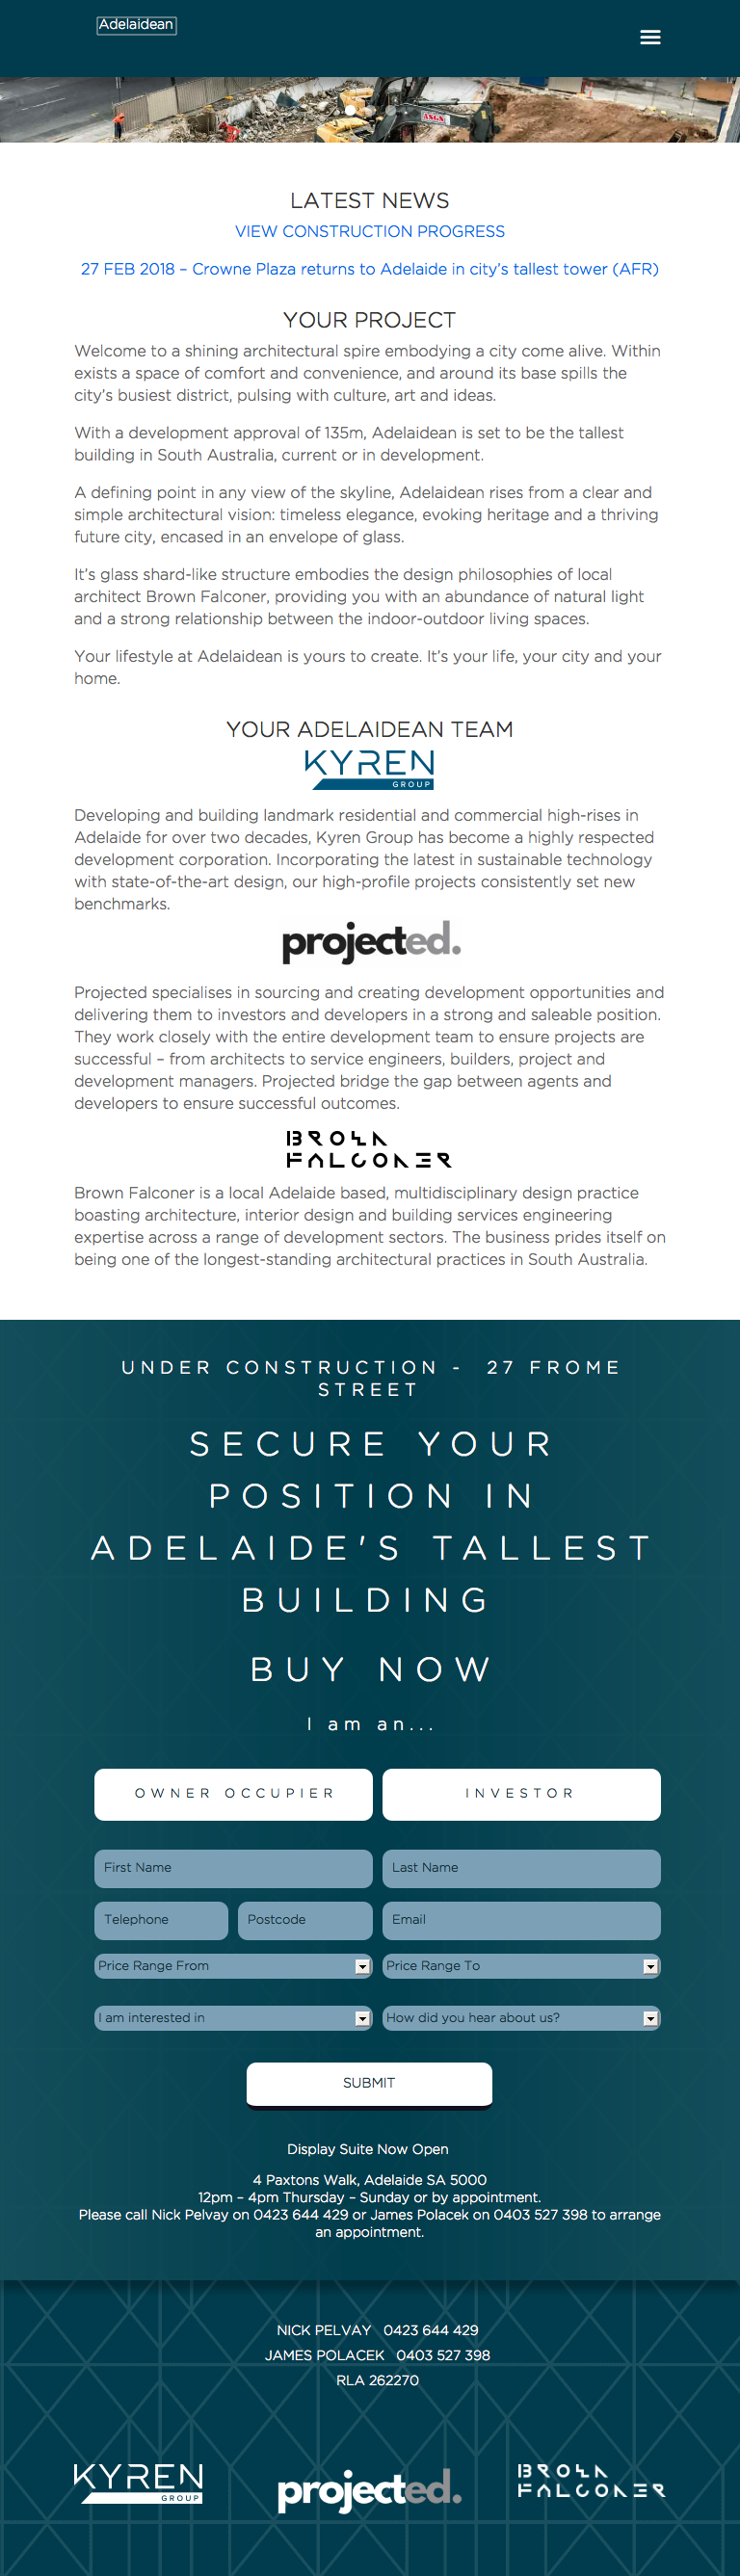 Adelaidean
LATEST NEWS
VIEW CONSTRUCTION PROGRESS
27 FEB 2018 – Crowne Plaza returns to Adelaide in city's tallest tower (AFR)
YOUR PROJECT
Welcome to a shining architectural spire embodying a city come alive. Within
exists a space of comfort and convenience, and around its base spills the
city's busiest district, pulsing with culture, art and ideas.
With a development approval of 135m, Adelaidean is set to be the tallest
building in South Australia, current or in development.
A defining point in any view of the skyline, Adelaidean rises from a clear and
simple architectural vision: timeless elegance, evoking heritage and a thriving
future city, encased in an envelope of glass.
It's glass shard-like structure embodies the design philosophies of local
architect Brown Falconer, providing you with an abundance of natural light
and a strong relationship between the indoor-outdoor living spaces.
Your lifestyle at Adelaidean is yours to create. It's your life, your city and your
home.
YOUR ADELAIDEAN TEAM
KYREN
GROUP
Developing and building landmark residential and commercial high-rises in
Adelaide for over two decades, Kyren Group has become a highly respected
development corporation. Incorporating the latest in sustainable technology
with state-of-the-art design, our high-profile projects consistently set new
benchmarks.
projected.
Projected specialises in sourcing and creating development opportunities and
delivering them to investors and developers in a strong and saleable position.
They work closely with the entire development team to ensure projects are
successful – from architects to service engineers, builders, project and
development managers. Projected bridge the gap between agents and
developers to ensure successful outcomes.
BROWN
FALCONER
Brown Falconer is a local Adelaide based, multidisciplinary design practice
boasting architecture, interior design and building services engineering
expertise across a range of development sectors. The business prides itself on
being one of the longest-standing architectural practices in South Australia.
UNDER CONSTRUCTION - 27 FROME
STREET
SECURE YOUR
POSITION IN
ADELAIDE'S TALLEST
BUILDING
BUY NOW
I am an...
OWNER OCCUPIER INVESTOR
First Name Last Name
Telephone Postcode Email
Price Range From Price Range To
I am interested in How did you hear about us?
SUBMIT
Display Suite Now Open
4 Paxtons Walk, Adelaide SA 5000
12pm – 4pm Thursday – Sunday or by appointment.
Please call Nick Pelvay on 0423 644 429 or James Polacek on 0403 527 398 to arrange
an appointment.
NICK PELVAY 0423 644 429
JAMES POLACEK 0403 527 398
RLA 262270
KYREN
GROUP
projected.
BROWN
FALCONER